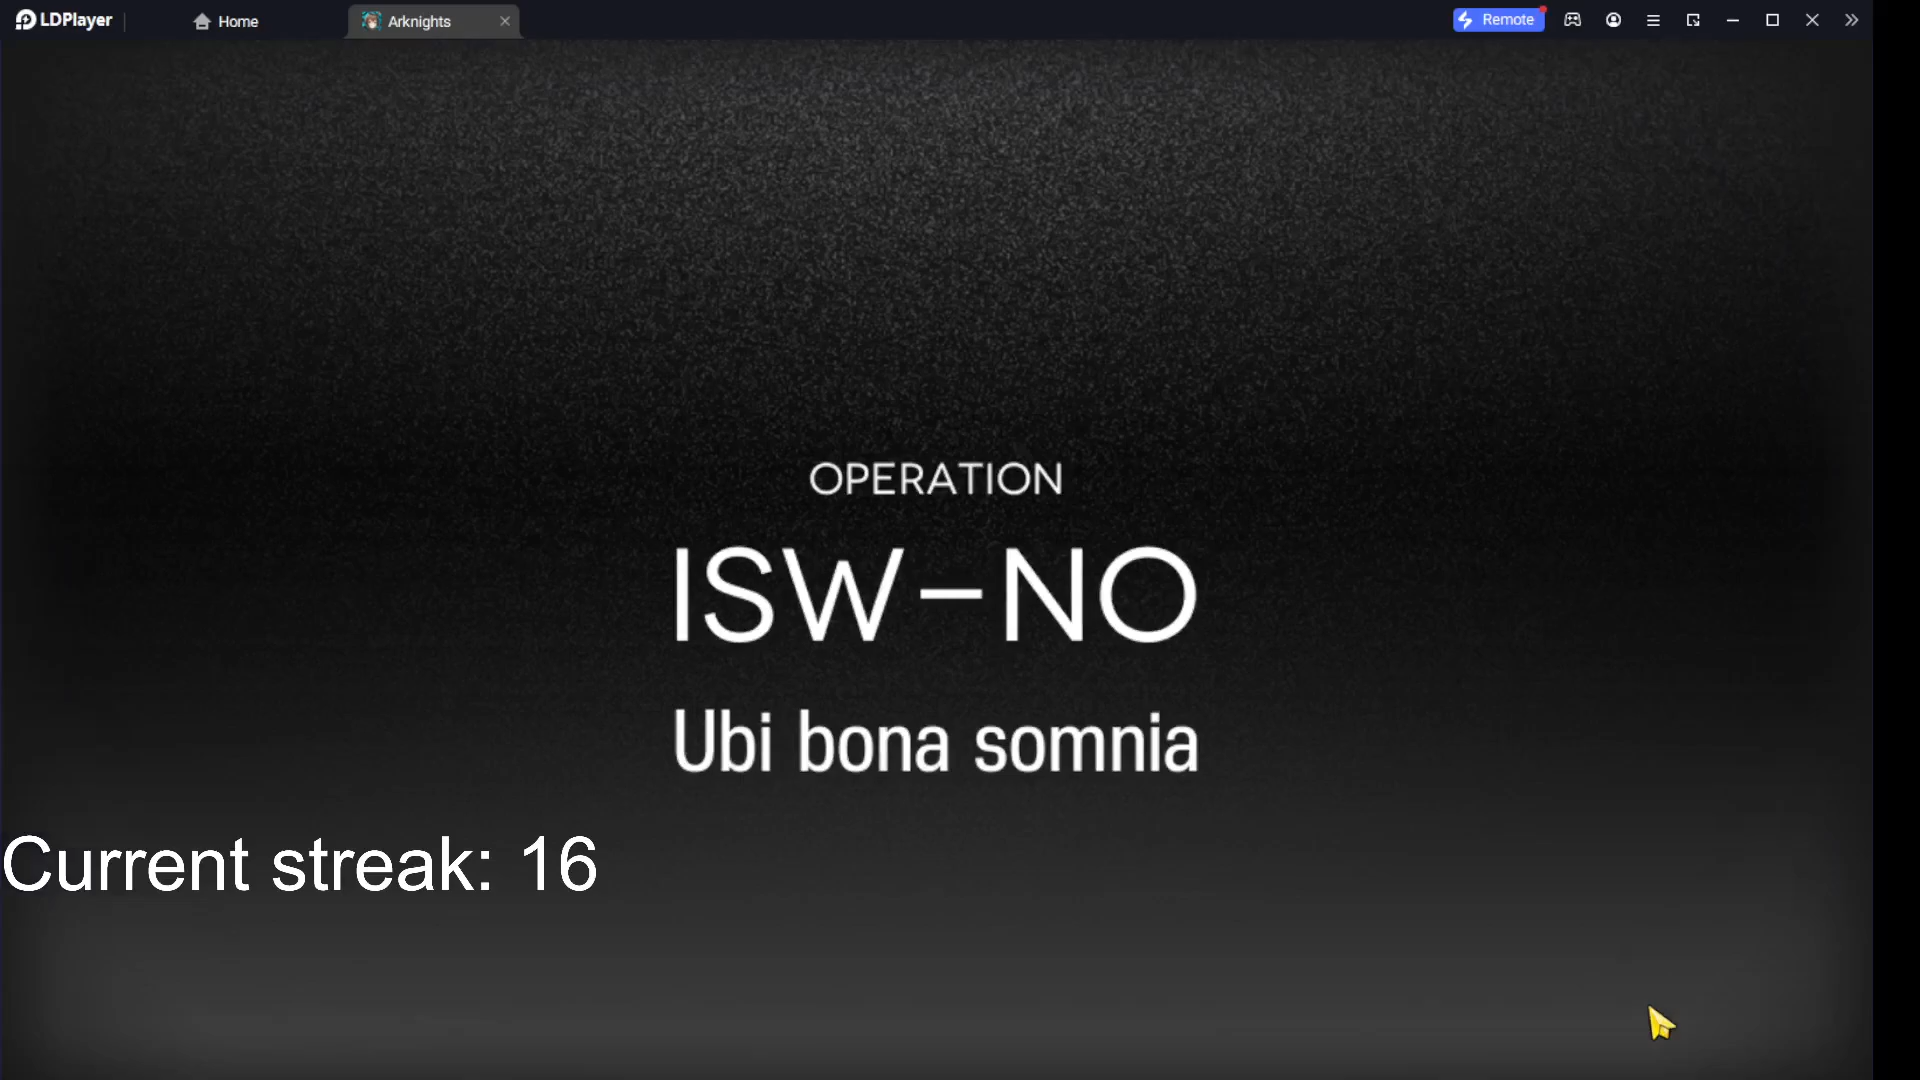 LDPlayer
Home
Arknights
Remote
OPERATION
ISW-NO
Ubi bona somnia
Current streak: 16